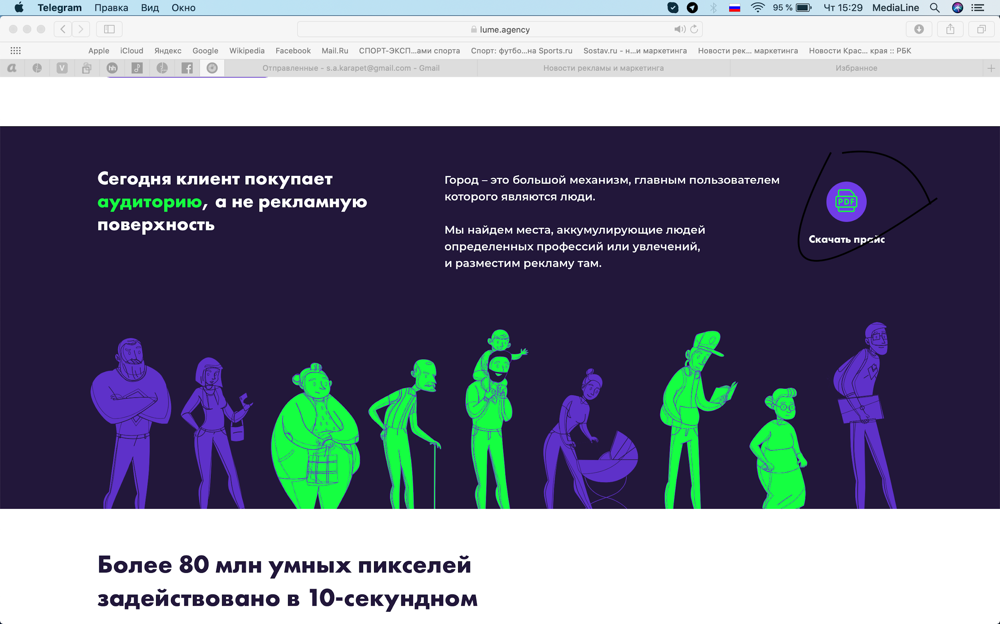 Telegram Правка Вид Окно 95 % Чт 15:29 MediaLine
lume.agency
Apple iCloud Яндекс Google Wikipedia Facebook Mail.Ru СПОРТ-ЭКСП...ами спорта Спорт: футбо...на Sports.ru Sostav.ru - н...и маркетинга Новости рек... маркетинга Новости Крас... края :: РБК
a V hh Отправленные - s.a.karapet@gmail.com - Gmail Новости рекламы и маркетинга Избранное
Сегодня клиент покупает
аудиторию, а не рекламную
поверхность
Город – это большой механизм, главным пользователем
которого являются люди.
Мы найдем места, аккумулирующие людей
определенных профессий или увлечений,
и разместим рекламу там.
PDF
Скачать прайс
Более 80 млн умных пикселей
задействовано в 10-секундном